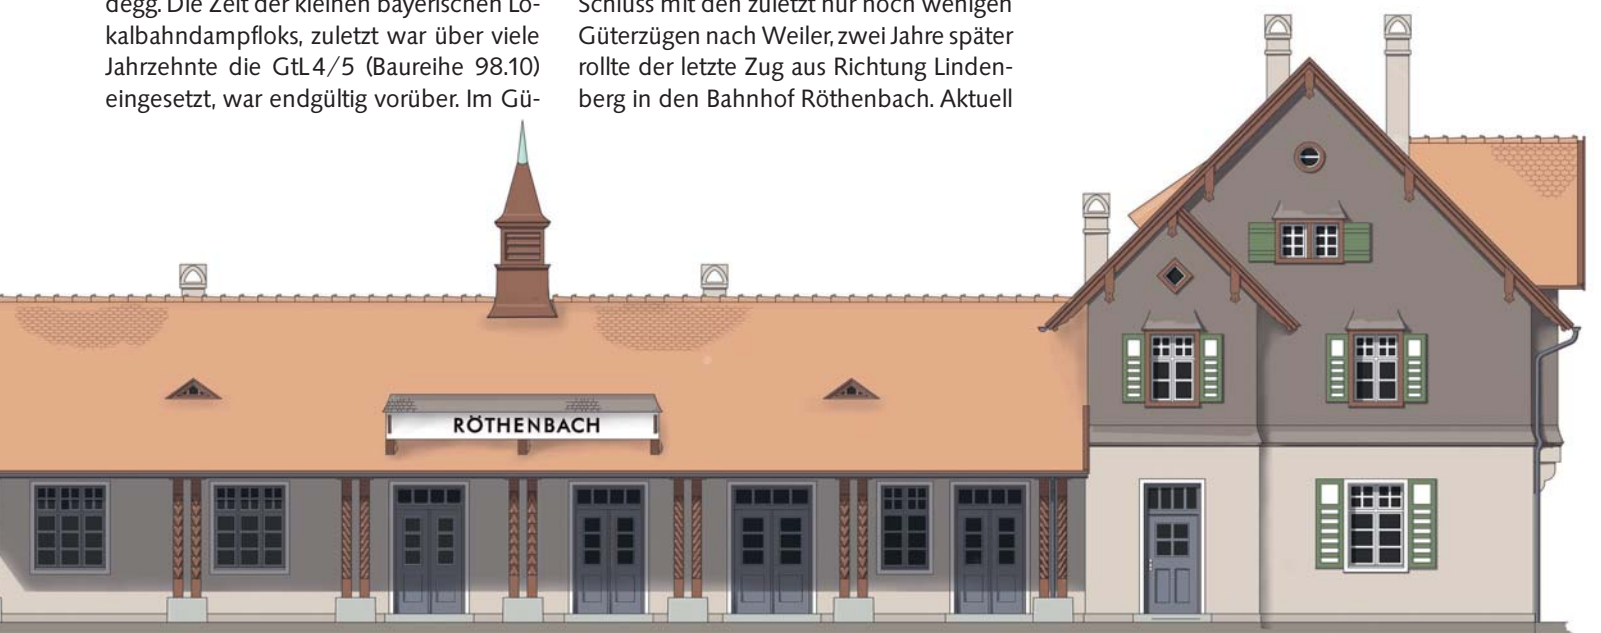 degg. Die Zeit der kleinen bayerischen Lo-
kalbahndampfloks, zuletzt war über viele
Jahrzehnte die GtL 4/5 (Baureihe 98.10)
eingesetzt, war endgültig vorüber. Im Gü-
Schluss mit den zuletzt nur noch wenigen
Güterzügen nach Weiler, zwei Jahre später
rollte der letzte Zug aus Richtung Linden-
berg in den Bahnhof Röthenbach. Aktuell
RÖTHENBACH